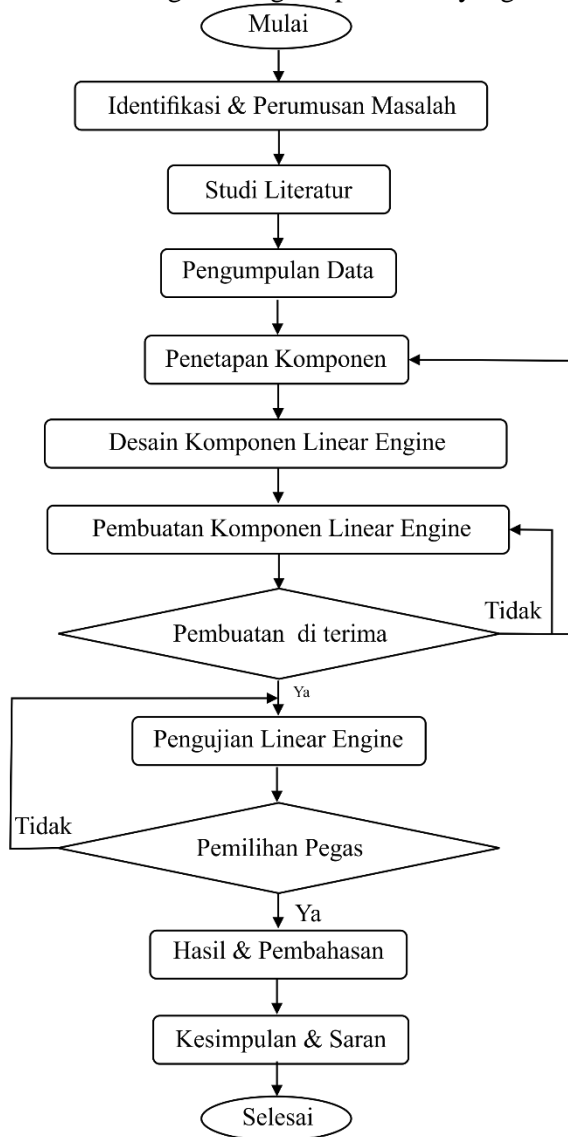 Mulai
Identifikasi & Perumusan Masalah
Studi Literatur
Pengumpulan Data
Penetapan Komponen
Desain Komponen Linear Engine
Pembuatan Komponen Linear Engine
Tidak
Pembuatan di terima
Ya
Pengujian Linear Engine
Tidak
Pemilihan Pegas
Ya
Hasil & Pembahasan
Kesimpulan & Saran
Selesai